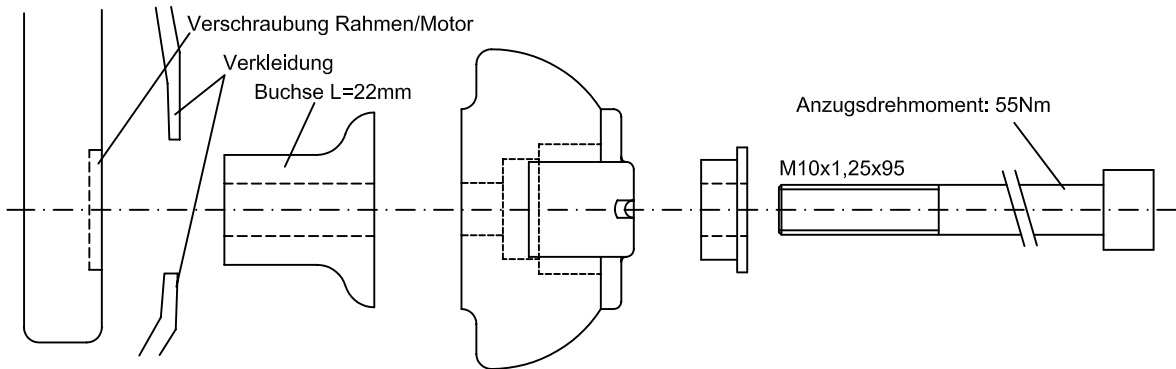 Verschraubung Rahmen/Motor
Verkleidung
Buchse L=22mm
Anzugsdrehmoment: 55Nm
M10x1,25x95